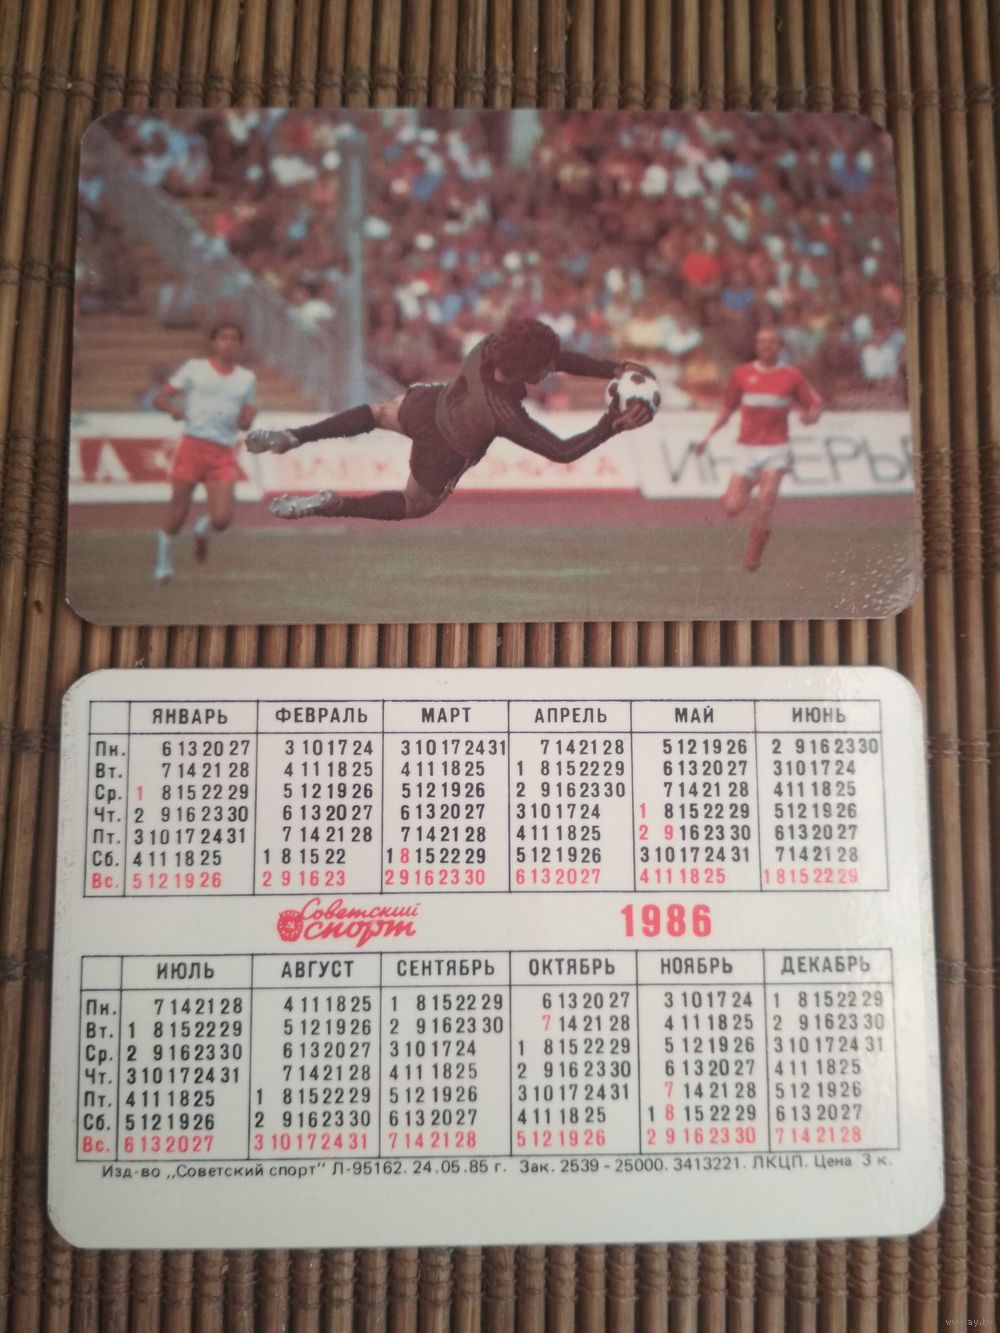 ИНТЕРЬ
ЯНВАРЬ ФЕВРАЛЬ МАРТ АПРЕЛЬ МАЙ ИЮНЬ
Пн. 6 13 20 27 3 10 17 24 3 10 17 24 31 7 14 21 28 5 12 19 26 2 9 16 23 30
Вт. 7 14 21 28 4 11 18 25 4 11 18 25 1 8 15 22 29 6 13 20 27 3 10 17 24
Ср. 1 8 15 22 29 5 12 19 26 5 12 19 26 2 9 16 23 30 7 14 21 28 4 11 18 25
Чт. 2 9 16 23 30 6 13 20 27 6 13 20 27 3 10 17 24 1 8 15 22 29 5 12 19 26
Пт. 3 10 17 24 31 7 14 21 28 7 14 21 28 4 11 18 25 2 9 16 23 30 6 13 20 27
Сб. 4 11 18 25 1 8 15 22 1 8 15 22 29 5 12 19 26 3 10 17 24 31 7 14 21 28
Вс. 5 12 19 26 2 9 16 23 2 9 16 23 30 6 13 20 27 4 11 18 25 1 8 15 22 29
Советский спорт 1986
ИЮЛЬ АВГУСТ СЕНТЯБРЬ ОКТЯБРЬ НОЯБРЬ ДЕКАБРЬ
Пн. 7 14 21 28 4 11 18 25 1 8 15 22 29 6 13 20 27 3 10 17 24 1 8 15 22 29
Вт. 1 8 15 22 29 5 12 19 26 2 9 16 23 30 7 14 21 28 4 11 18 25 2 9 16 23 30
Ср. 2 9 16 23 30 6 13 20 27 3 10 17 24 1 8 15 22 29 5 12 19 26 3 10 17 24 31
Чт. 3 10 17 24 31 7 14 21 28 4 11 18 25 2 9 16 23 30 6 13 20 27 4 11 18 25
Пт. 4 11 18 25 1 8 15 22 29 5 12 19 26 3 10 17 24 31 7 14 21 28 5 12 19 26
Сб. 5 12 19 26 2 9 16 23 30 6 13 20 27 4 11 18 25 1 8 15 22 29 6 13 20 27
Вс. 6 13 20 27 3 10 17 24 31 7 14 21 28 5 12 19 26 2 9 16 23 30 7 14 21 28
Изд-во „Советский спорт" Л-95162. 24.05.85 г. Зак. 2539-25000. 3413221. ЛКЦП. Цена 3 к.
www.ay.by